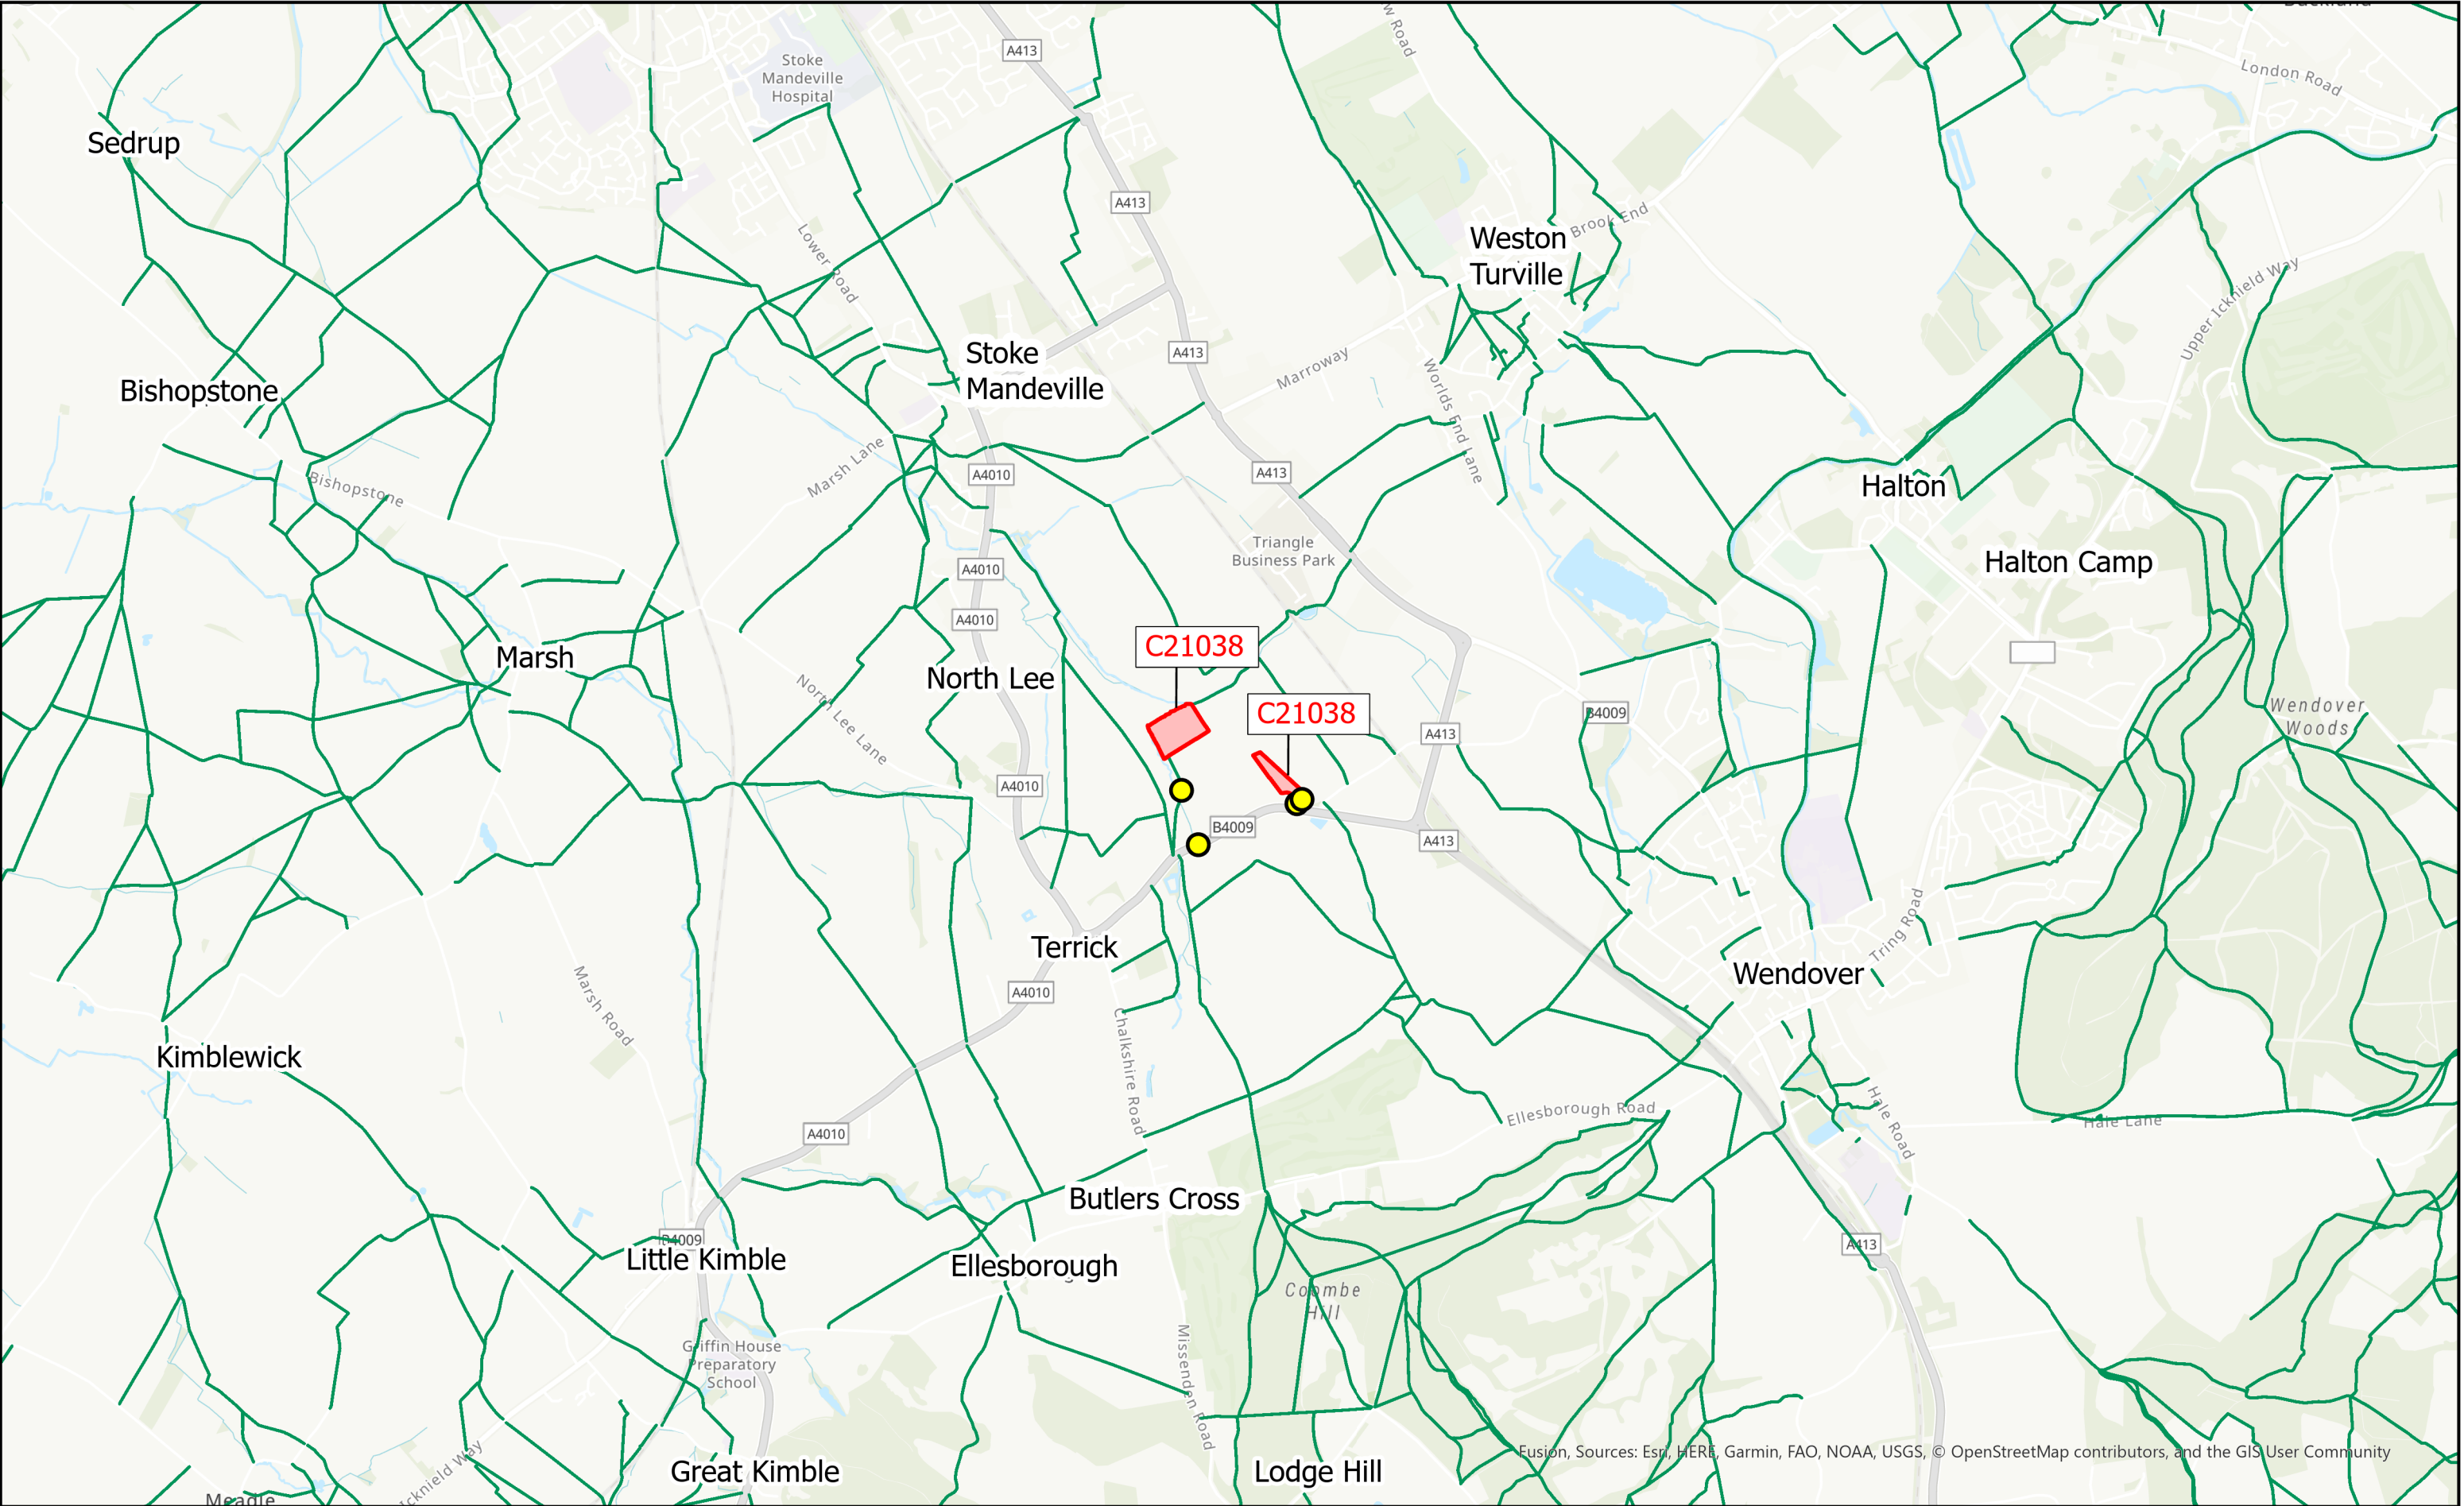 Buckland
A413
W Road
Stoke
Mandeville
Hospital
London Road
Sedrup
A413
Brook End
Weston
Turville
Lower Road
Upper Icknield Way
Stoke
Mandeville
A413
Marroway
Bishopstone
Worlds End Lane
Marsh Lane
A4010
A413
Bishopstone
Halton
Triangle
Business Park
Halton Camp
A4010
A4010
C21038
Marsh
North Lee
North Lee Lane
C21038
B4009
A413
Wendover
Woods
A4010
B4009
A413
Terrick
Tring Road
Wendover
A4010
Marsh Road
Chalkshire Road
Kimblewick
Ellesborough Road
Hale Road
Hale Lane
A4010
Butlers Cross
B4009
Little Kimble
Ellesborough
A413
Coombe
Hill
Griffin House
Preparatory
School
Missenden Road
Icknield Way
Great Kimble
Lodge Hill
Fusion, Sources: Esri, HERE, Garmin, FAO, NOAA, USGS, © OpenStreetMap contributors, and the GIS User Community
Meadle